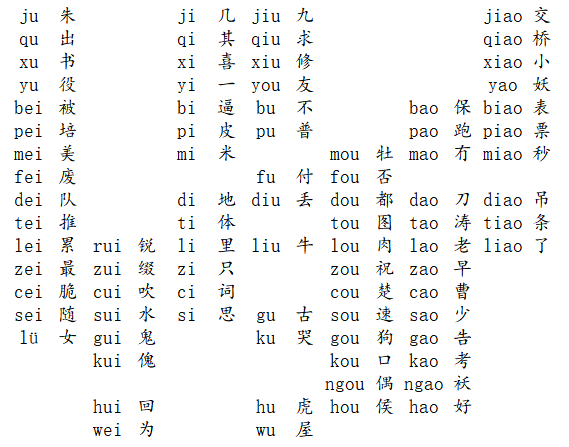 ju 朱 ji 几 jiu 九 jiao 交
qu 出 qi 其 qiu 求 qiao 桥
xu 书 xi 喜 xiu 修 xiao 小
yu 役 yi 一 you 友 yao 妖
bei 被 bi 逼 bu 不 bao 保 biao 表
pei 培 pi 皮 pu 普 pao 跑 piao 票
mei 美 mi 米 mou 牡 mao 冇 miao 秒
fei 废 fu 付 fou 否
dei 队 di 地 diu 丢 dou 都 dao 刀 diao 吊
tei 推 ti 体 tou 图 tao 涛 tiao 条
lei 累 rui 锐 li 里 liu 牛 lou 肉 lao 老 liao 了
zei 最 zui 缀 zi 只 zou 祝 zao 早
cei 脆 cui 吹 ci 词 cou 楚 cao 曹
sei 随 sui 水 si 思 gu 古 sou 速 sao 少
lü 女 gui 鬼 ku 哭 gou 狗 gao 告
kui 傀 kou 口 kao 考
ngou 偶 ngao 袄
hui 回 hu 虎 hou 侯 hao 好
wei 为 wu 屋